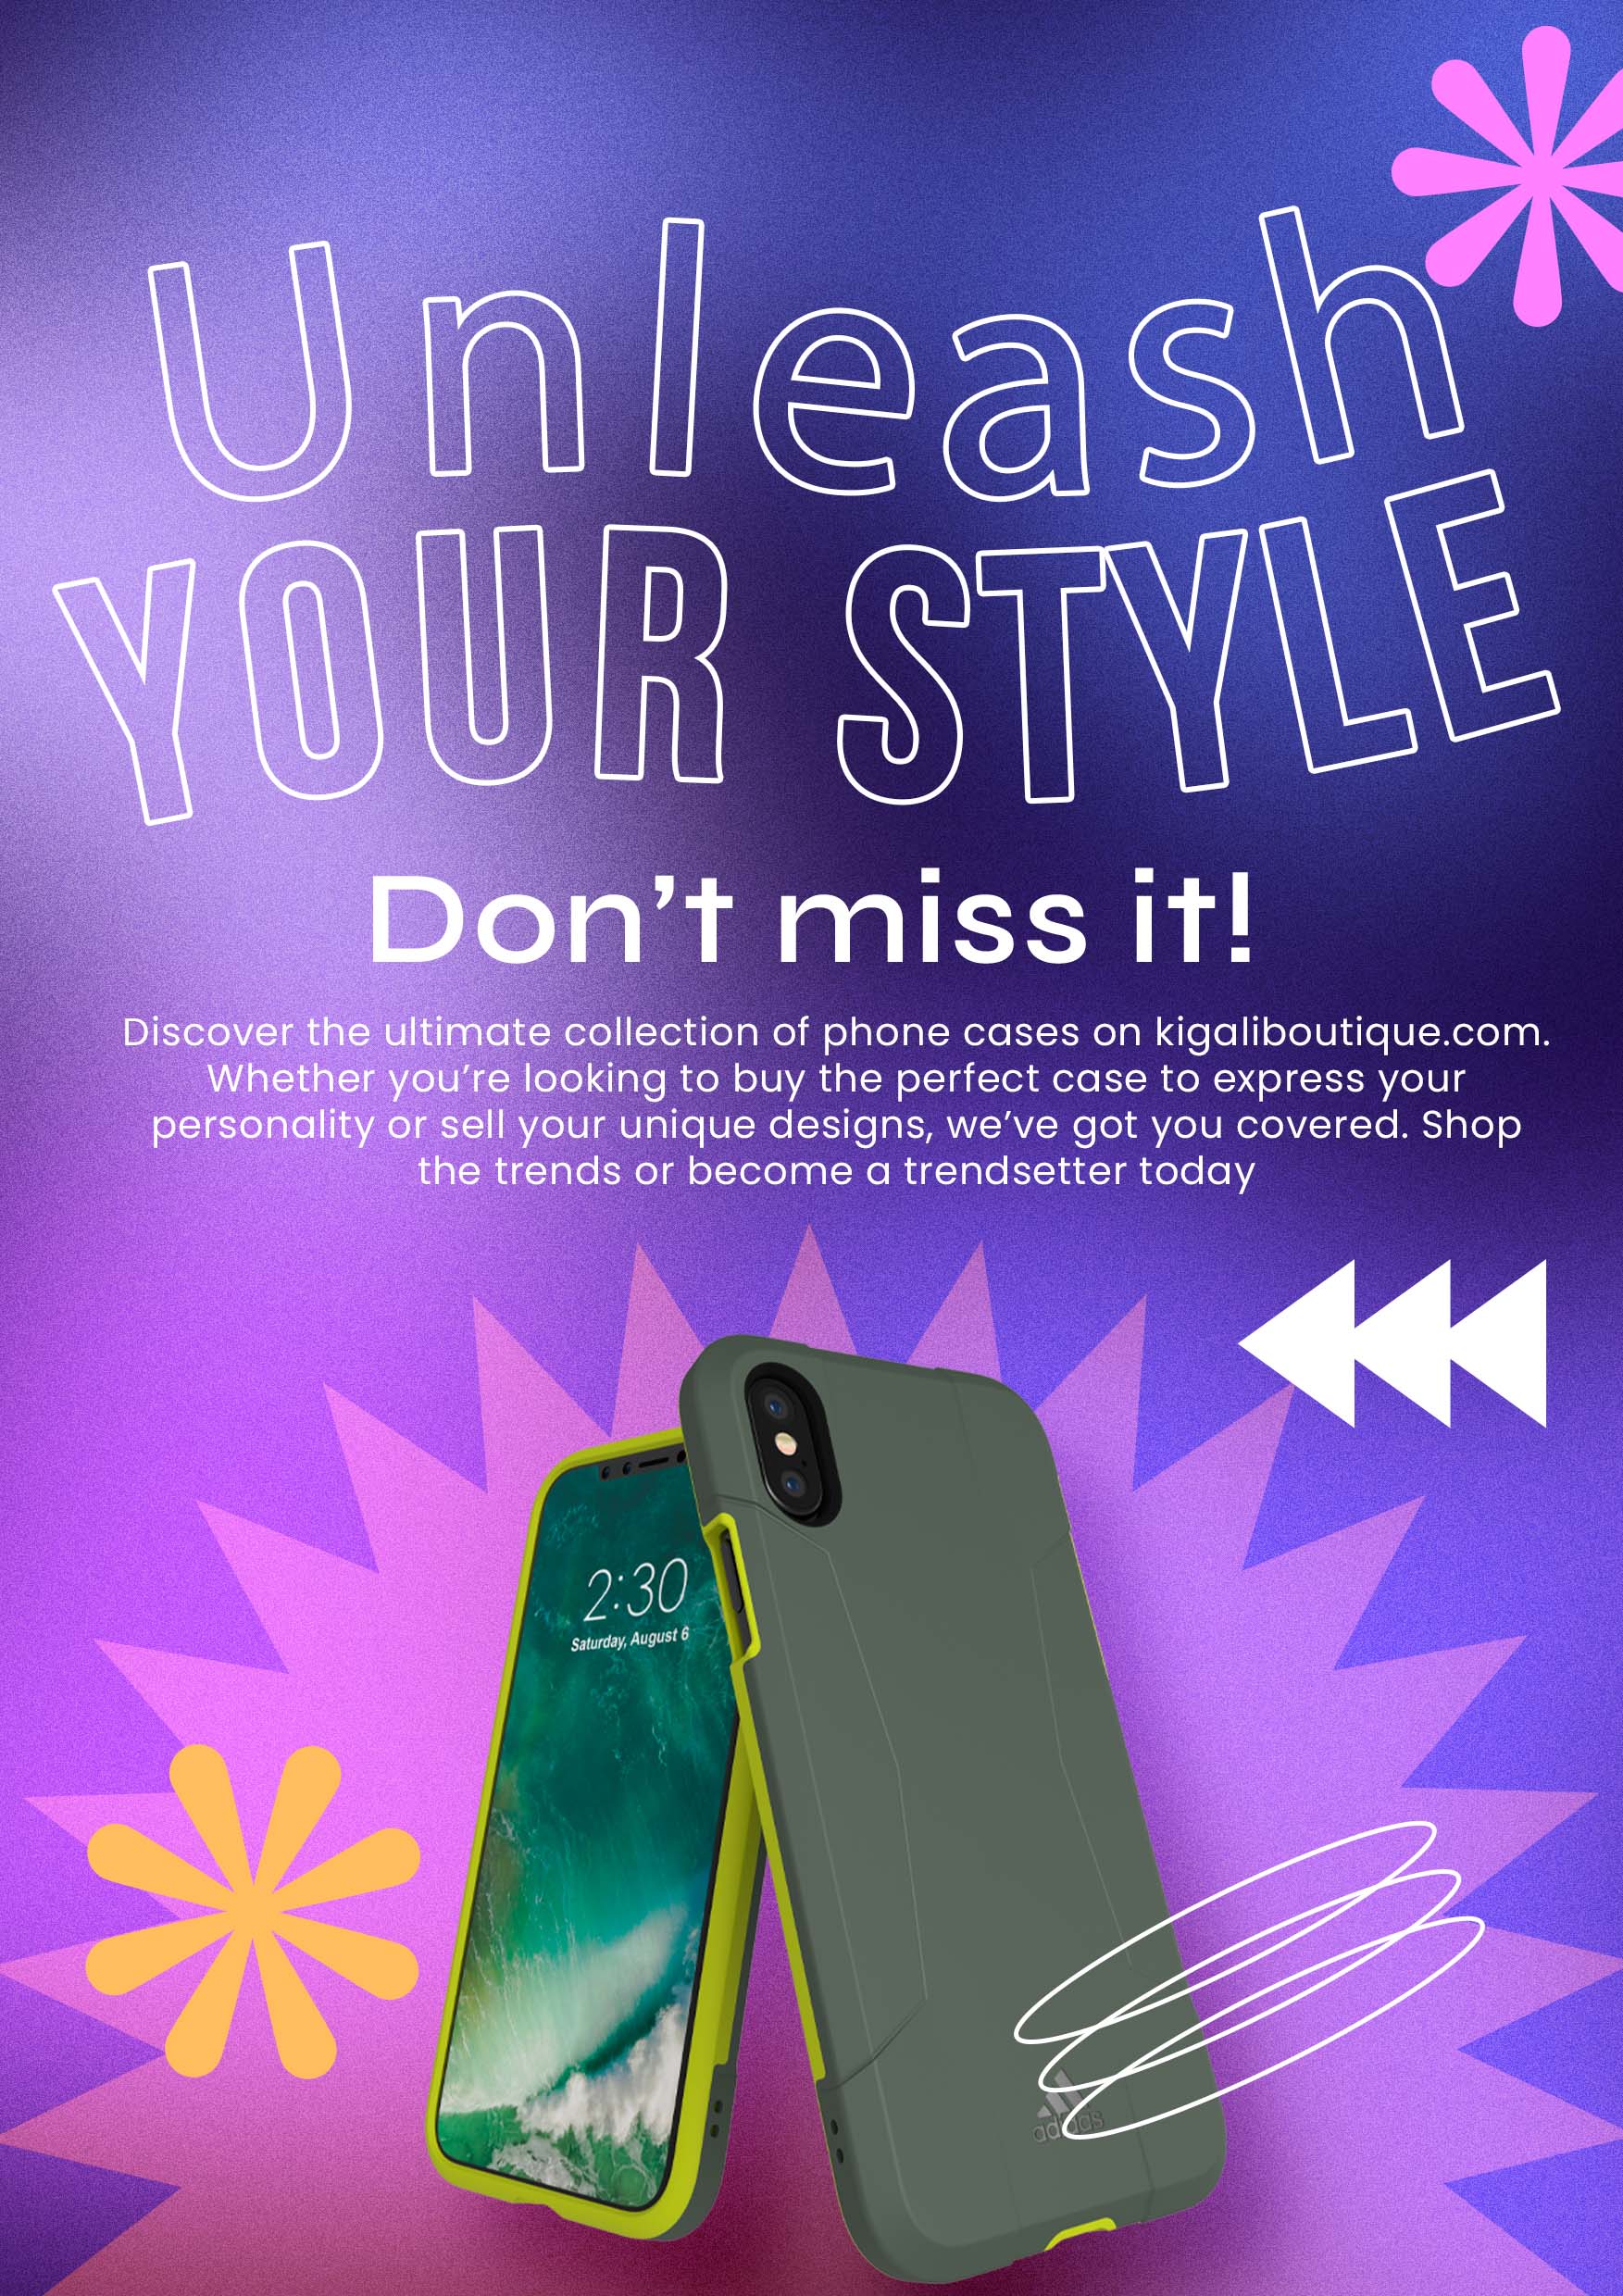 Unleash
YOUR STYLE
Don't miss it!
Discover the ultimate collection of phone cases on kigaliboutique.com.
Whether you're looking to buy the perfect case to express your
personality or sell your unique designs, we've got you covered. Shop
the trends or become a trendsetter today
2:30
Saturday, August 6
adidas